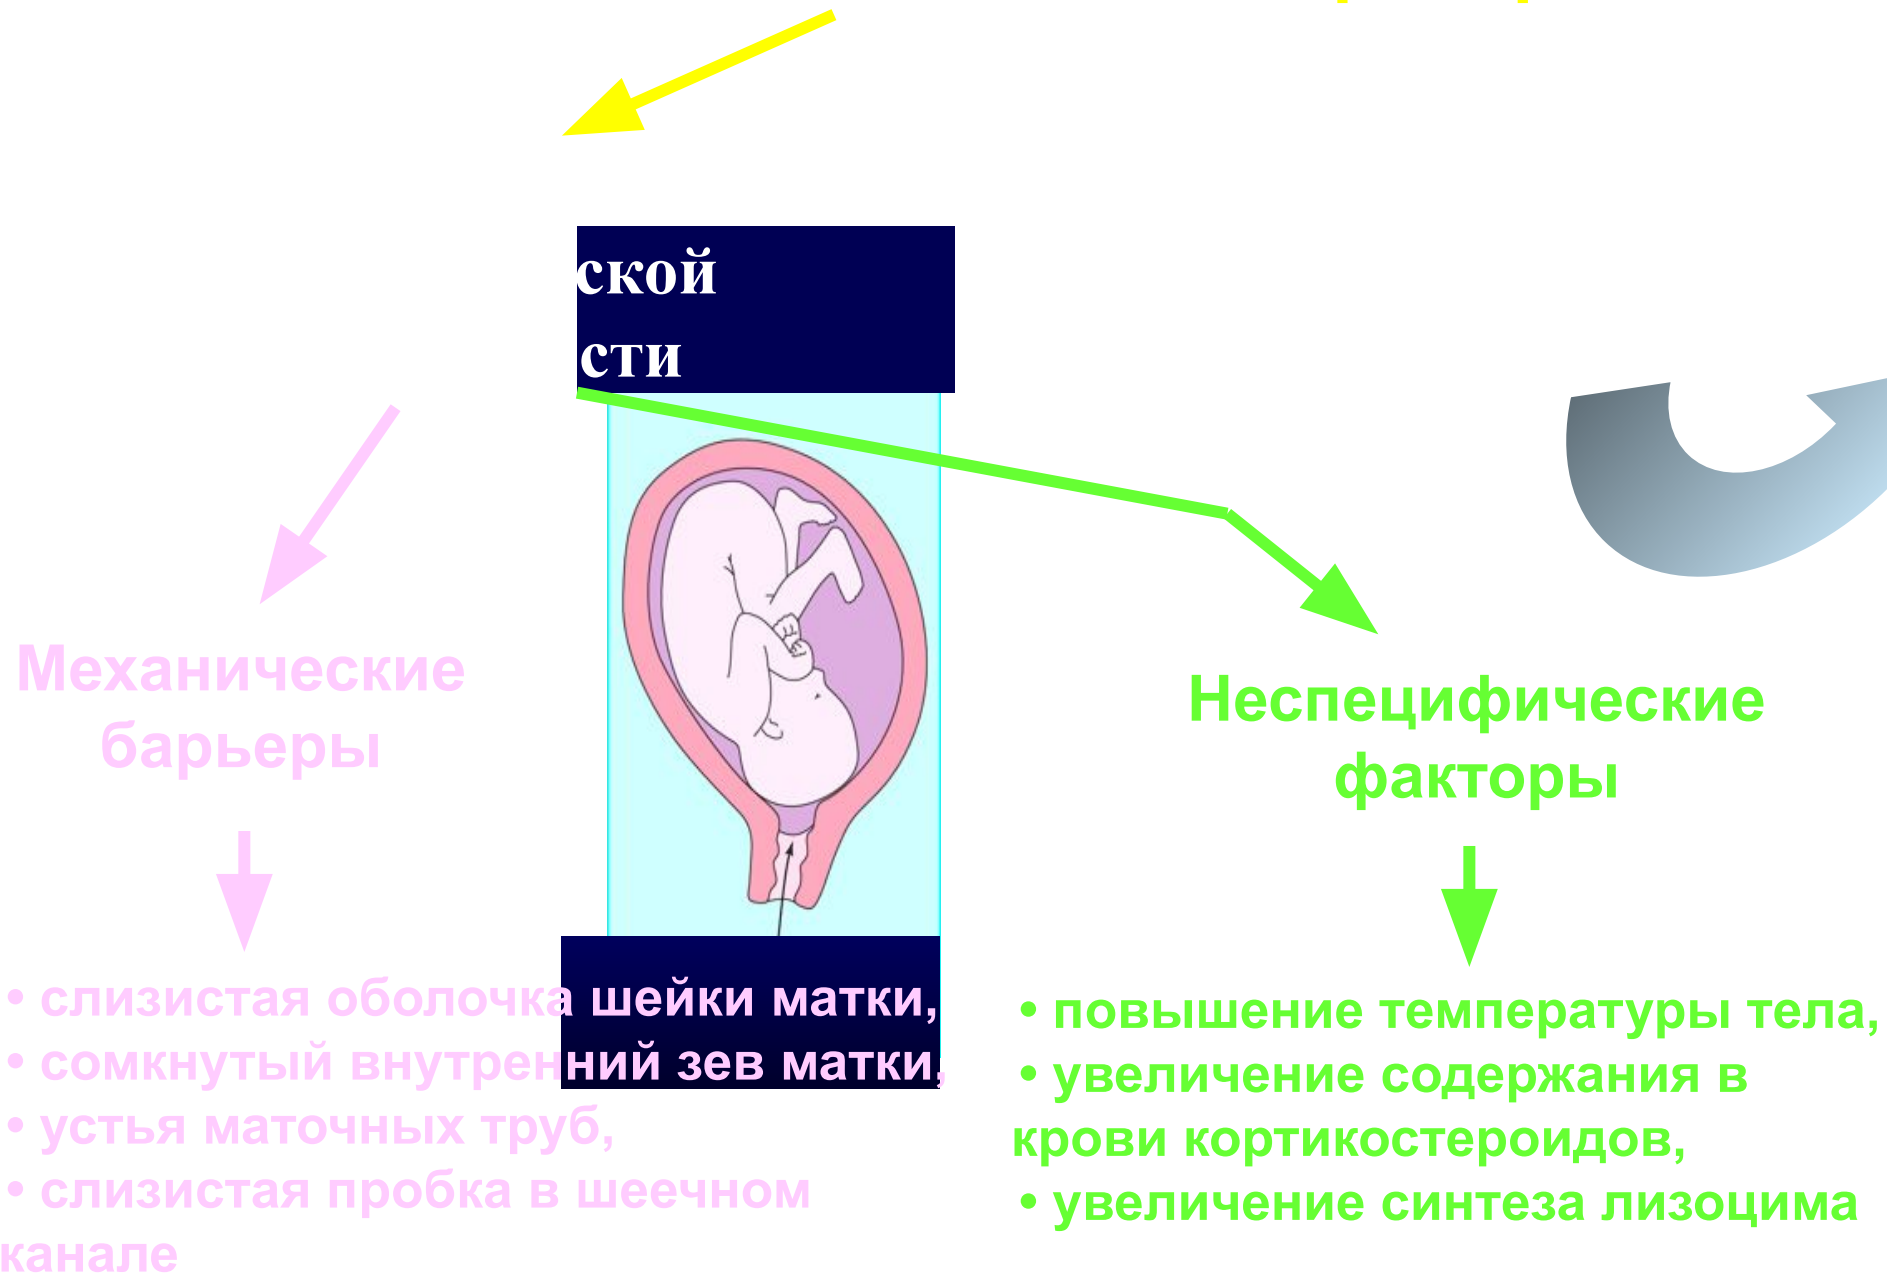 ской
сти
Механические
барьеры
• слизистая оболочка шейки матки,
• сомкнутый внутренний зев матки,
• устья маточных труб,
• слизистая пробка в шеечном
канале
Неспецифические
факторы
• повышение температуры тела,
• увеличение содержания в
крови кортикостероидов,
• увеличение синтеза лизоцима